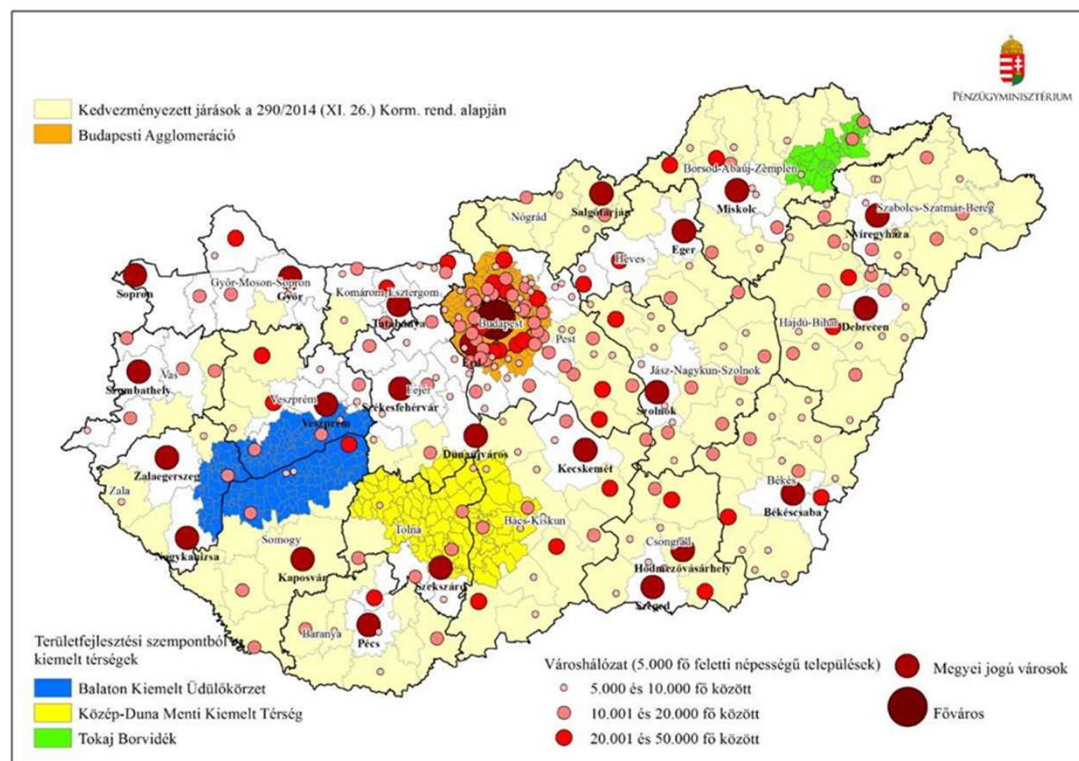 PÉNZÜGYMINISZTÉRIUM
Kedvezményezett járások a 290/2014 (XI. 26.) Korm. rend. alapján
Budapesti Agglomeráció
Borsod-Abaúj-Zemplén
Miskolc
Nógrád
Salgótarján
Szabolcs-Szatmár-Bereg
Nyíregyháza
Eger
Heves
Sopron
Győr-Moson-Sopron
Győr
Komárom-Esztergom
Tatabánya
Budapest
Érd
Pest
Hajdú-Bihar
Debrecen
Jász-Nagykun-Szolnok
Szolnok
Vas
Szombathely
Veszprém
Veszprém
Fejér
Székesfehérvár
Dunaújváros
Kecskemét
Zalaegerszeg
Zala
Nagykanizsa
Somogy
Kaposvár
Tolna
Szekszárd
Bács-Kiskun
Békés
Békéscsaba
Csongrád
Hódmezővásárhely
Szeged
Baranya
Pécs
Területfejlesztési szempontból
kiemelt térségek
Balaton Kiemelt Üdülőkörzet
Közép-Duna Menti Kiemelt Térség
Tokaj Borvidék
Városhálózat (5.000 fő feletti népességű települések)
5.000 és 10.000 fő között
10.001 és 20.000 fő között
20.001 és 50.000 fő között
Megyei jogú városok
Főváros